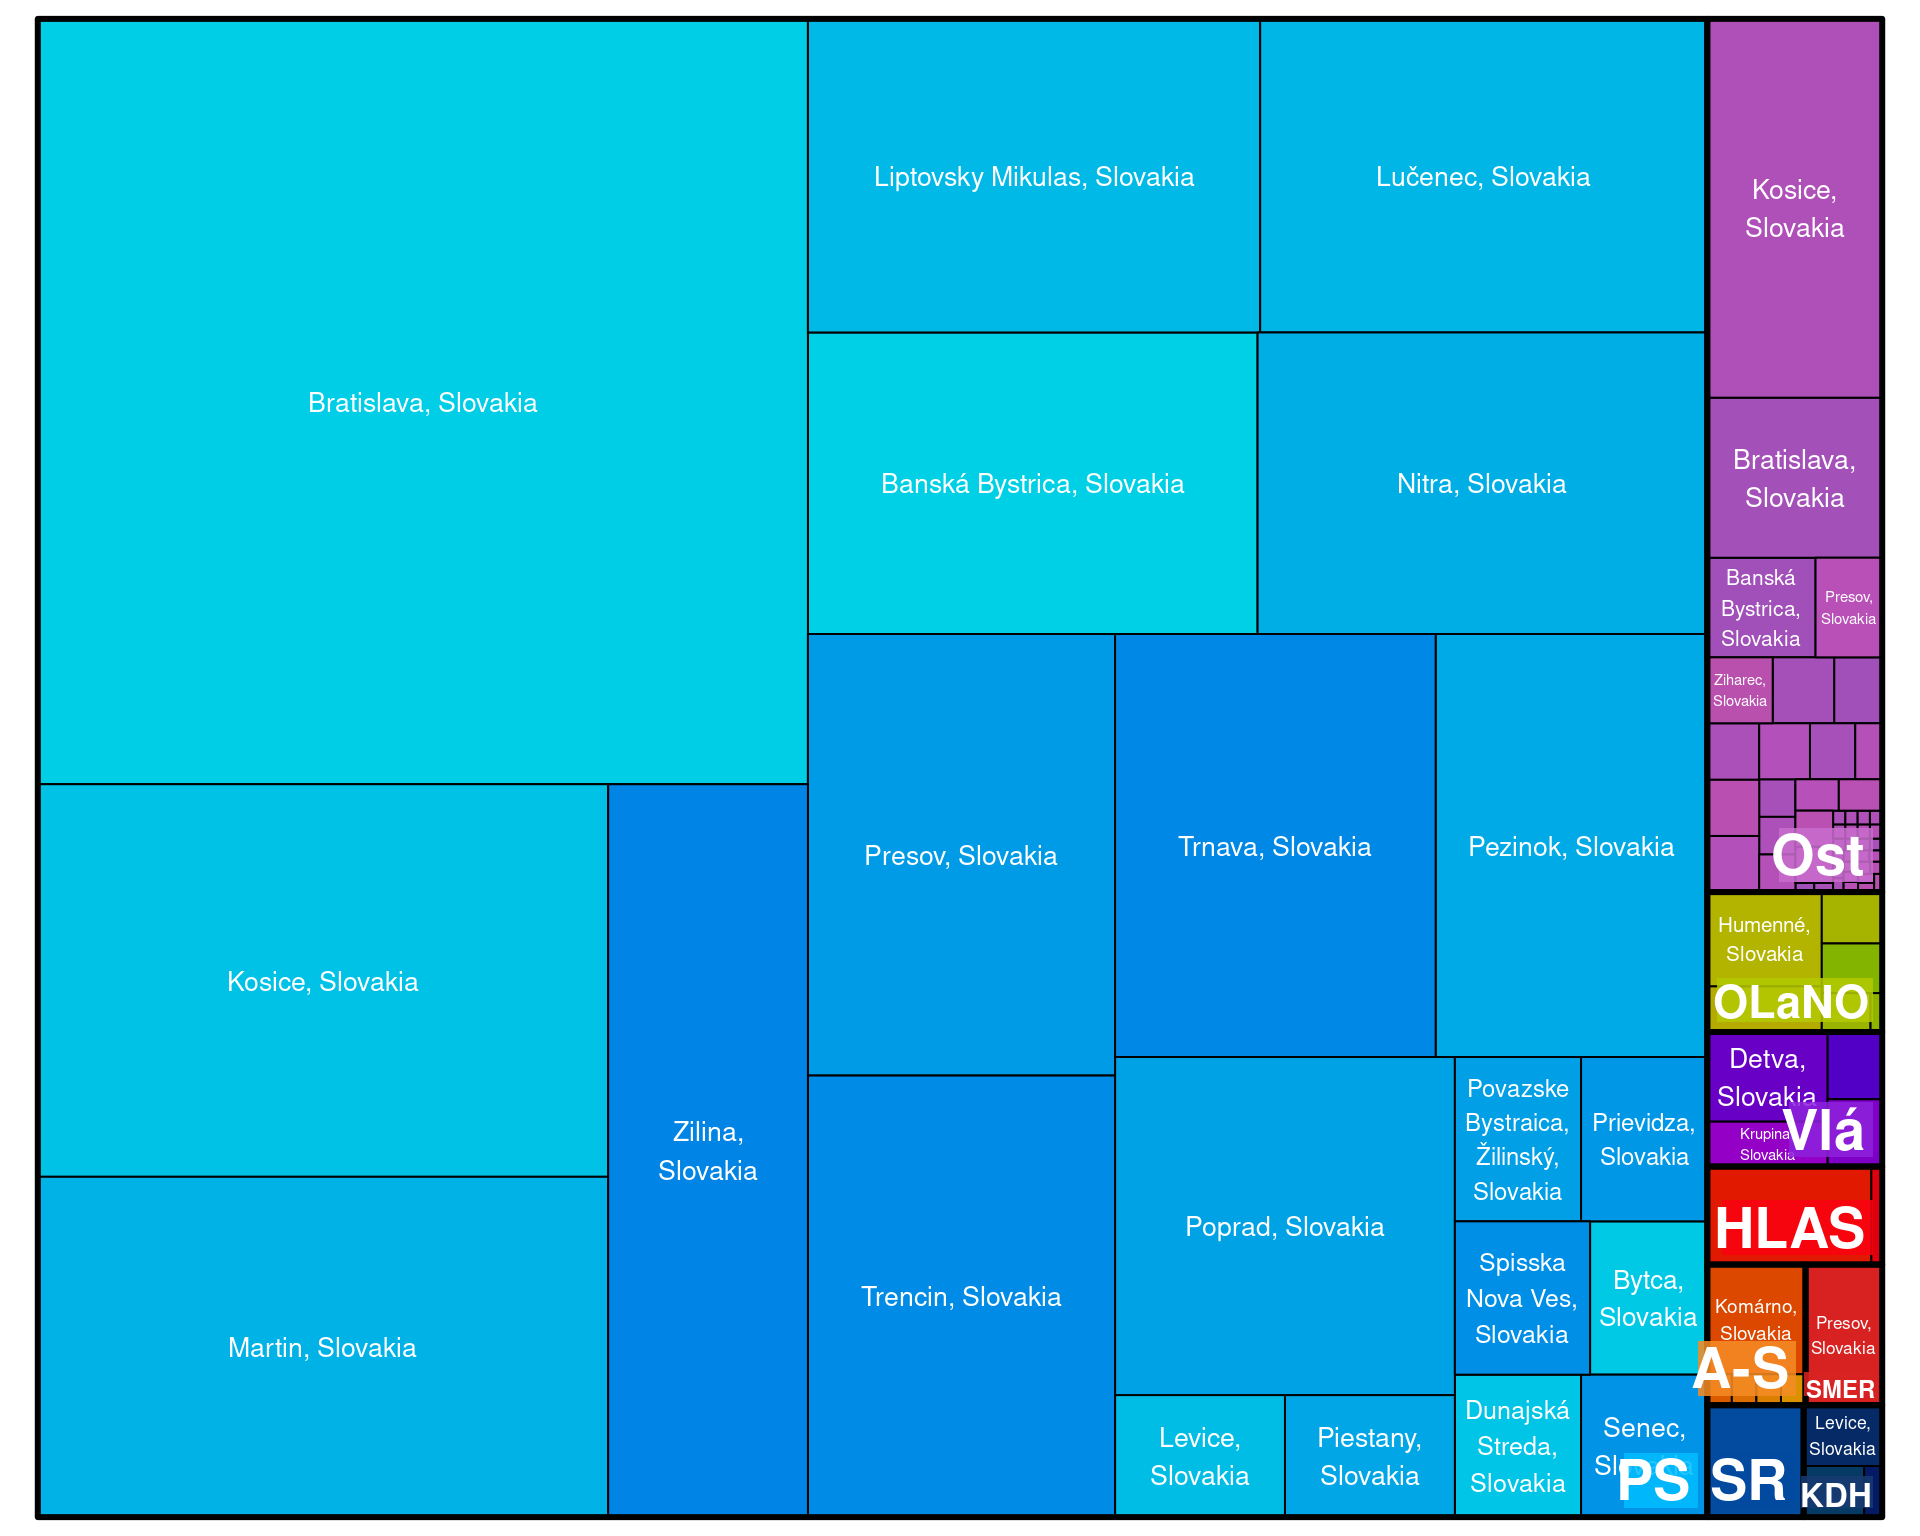 Bratislava, Slovakia
Liptovsky Mikulas, Slovakia
Lučenec, Slovakia
Banská Bystrica, Slovakia
Nitra, Slovakia
Kosice, Slovakia
Martin, Slovakia
Zilina,
Slovakia
Presov, Slovakia
Trencin, Slovakia
Trnava, Slovakia
Pezinok, Slovakia
Poprad, Slovakia
Levice,
Slovakia
Piestany,
Slovakia
Povazske
Bystraica,
Žilinský,
Slovakia
Prievidza,
Slovakia
Spisska
Nova Ves,
Slovakia
Bytca,
Slovakia
Dunajská
Streda,
Slovakia
Senec,
Slovakia
PS
Kosice,
Slovakia
Bratislava,
Slovakia
Banská
Bystrica,
Slovakia
Presov,
Slovakia
Ziharec,
Slovakia
Ost
Humenné,
Slovakia
OLaNO
Detva,
Slovakia
Krupina
Slovakia
Vlá
HLAS
Komárno,
Slovakia
A-S
Presov,
Slovakia
SMER
SR
Levice,
Slovakia
KDH